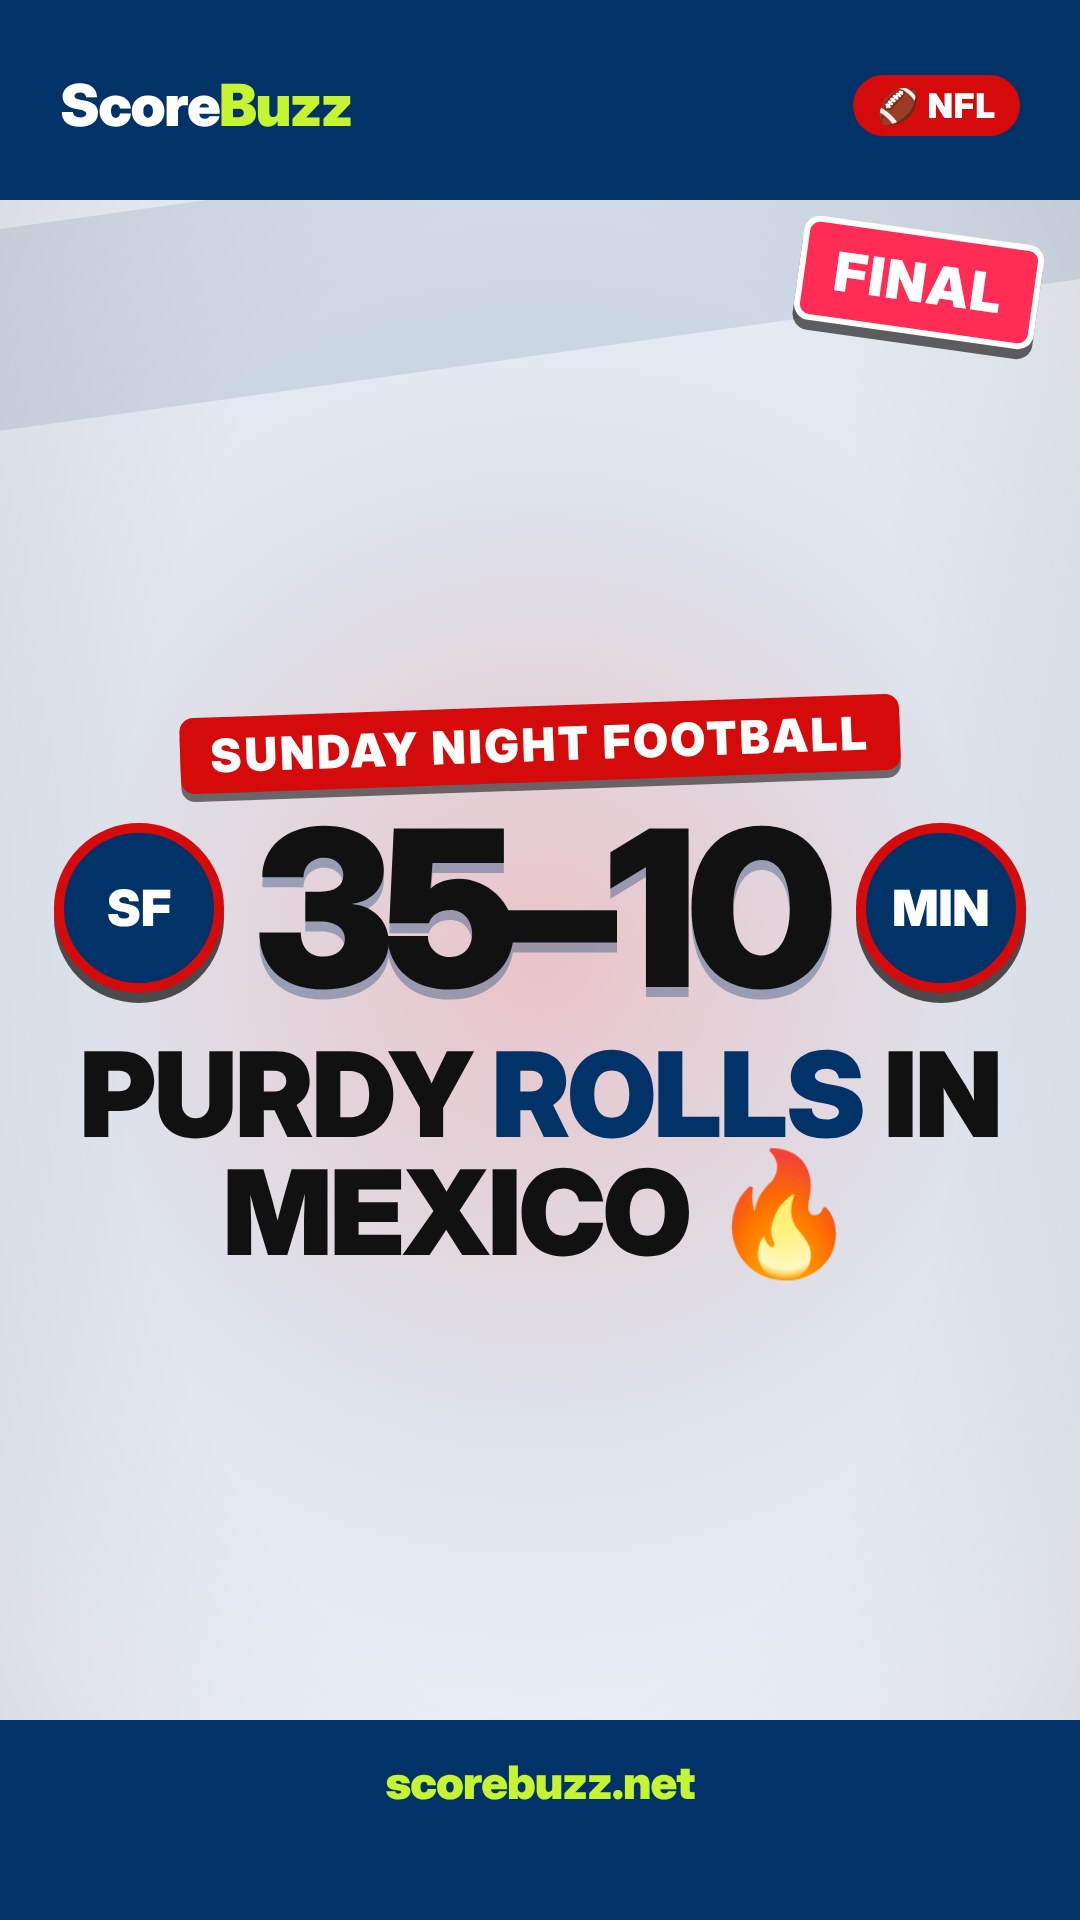 ScoreBuzz
🏈 NFL
FINAL
SUNDAY NIGHT FOOTBALL
SF 35–10 MIN
PURDY ROLLS IN
MEXICO 🔥
scorebuzz.net